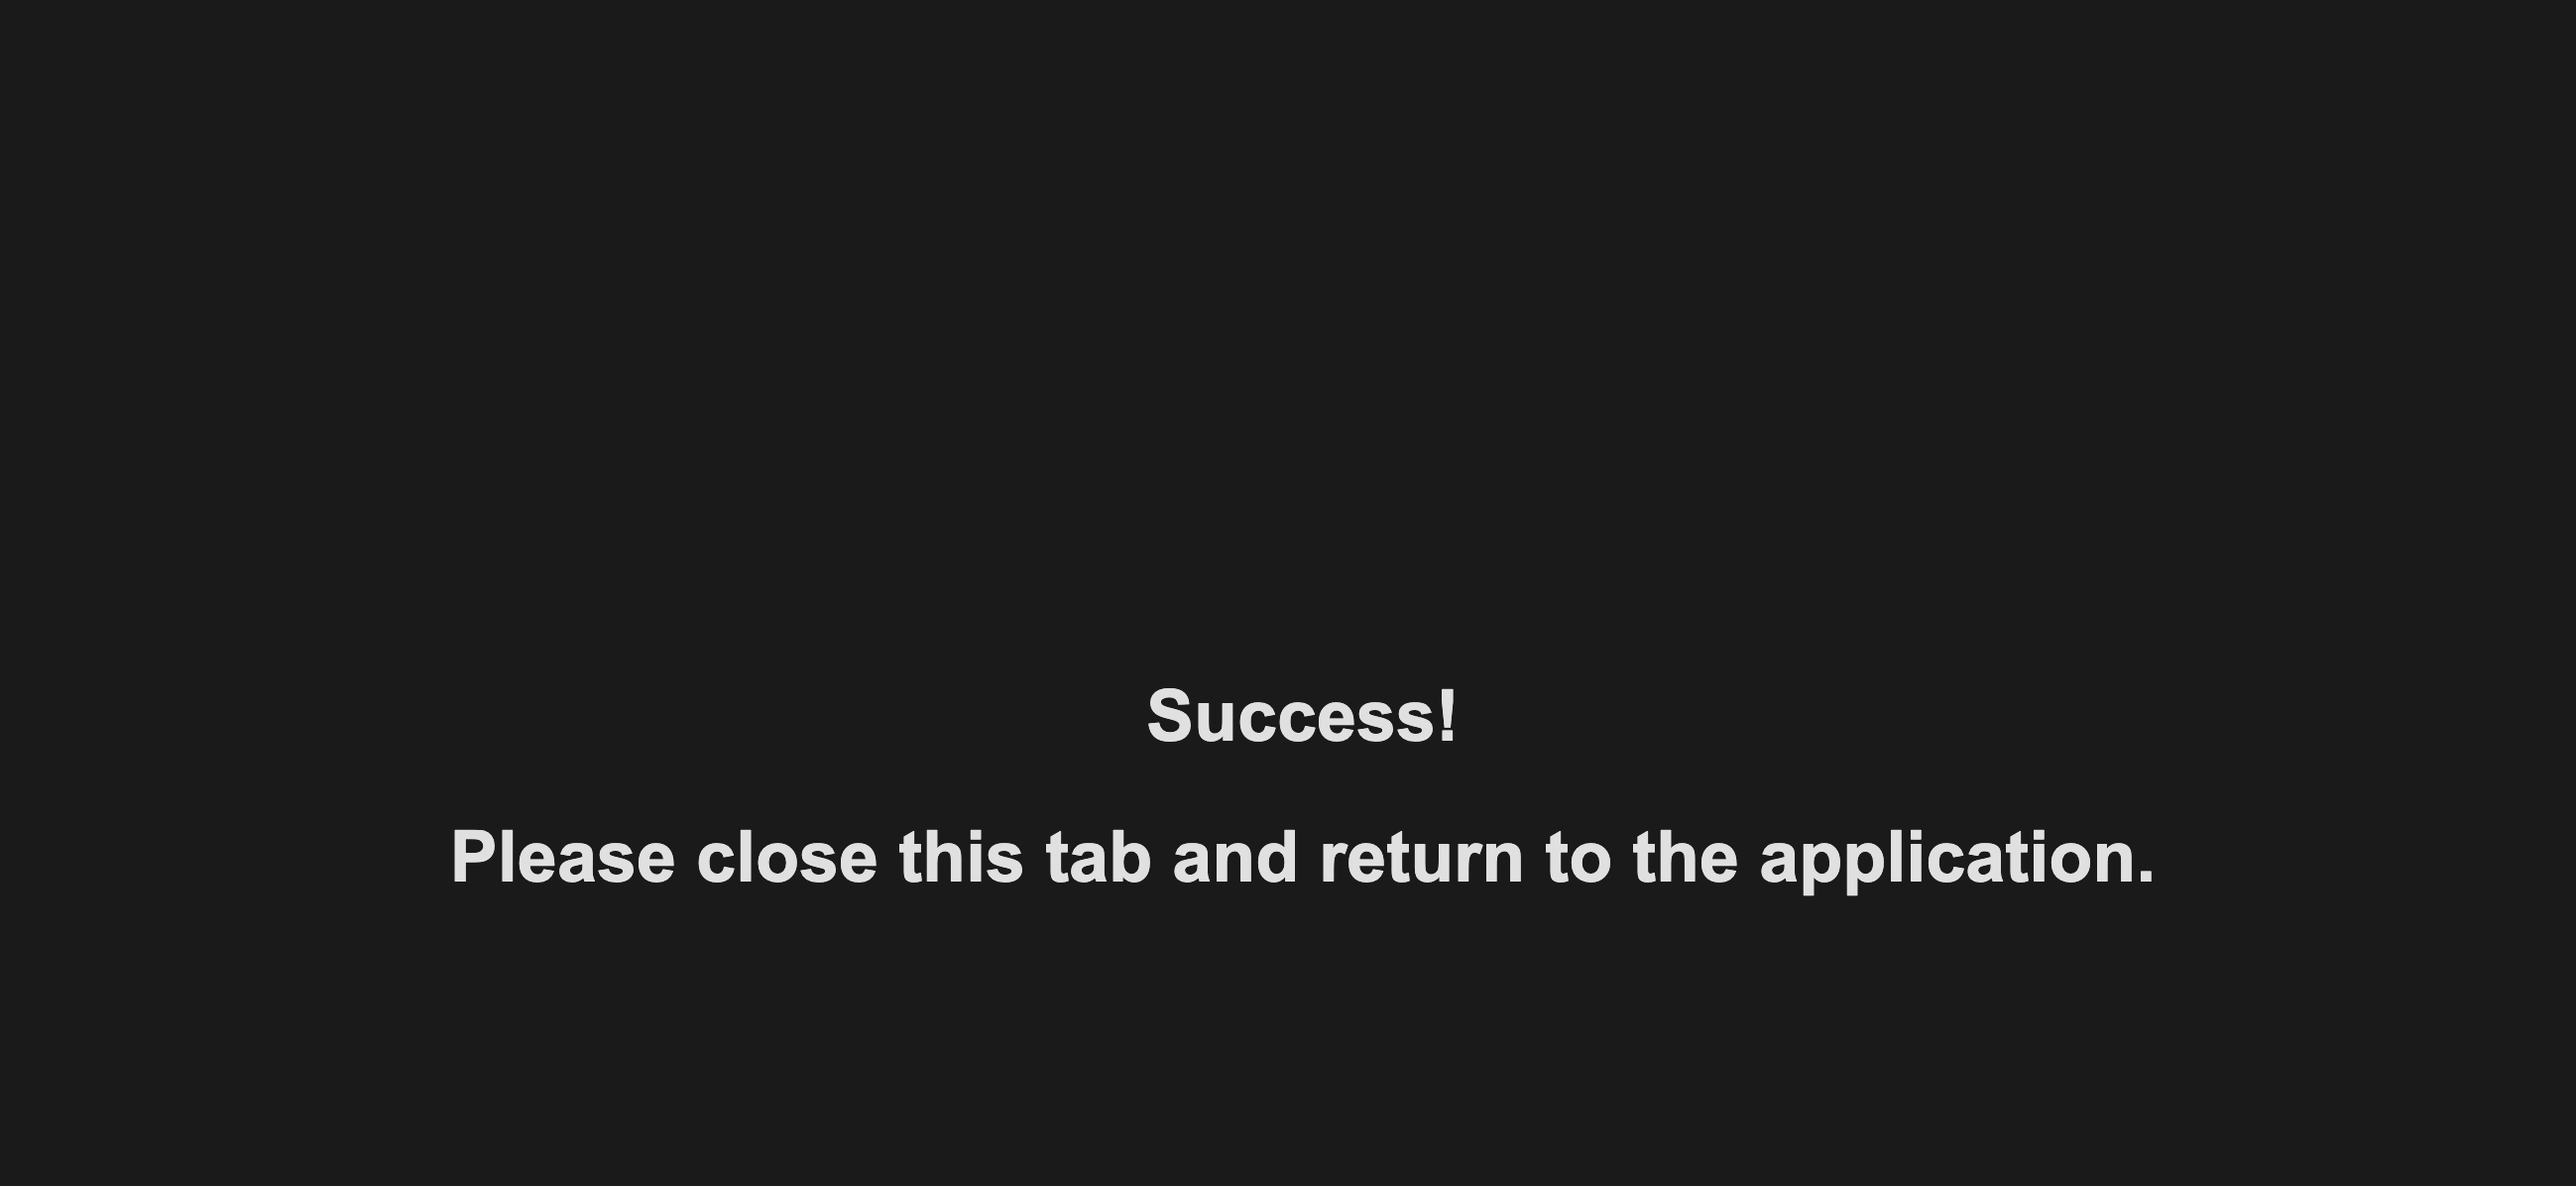 Success!
Please close this tab and return to the application.